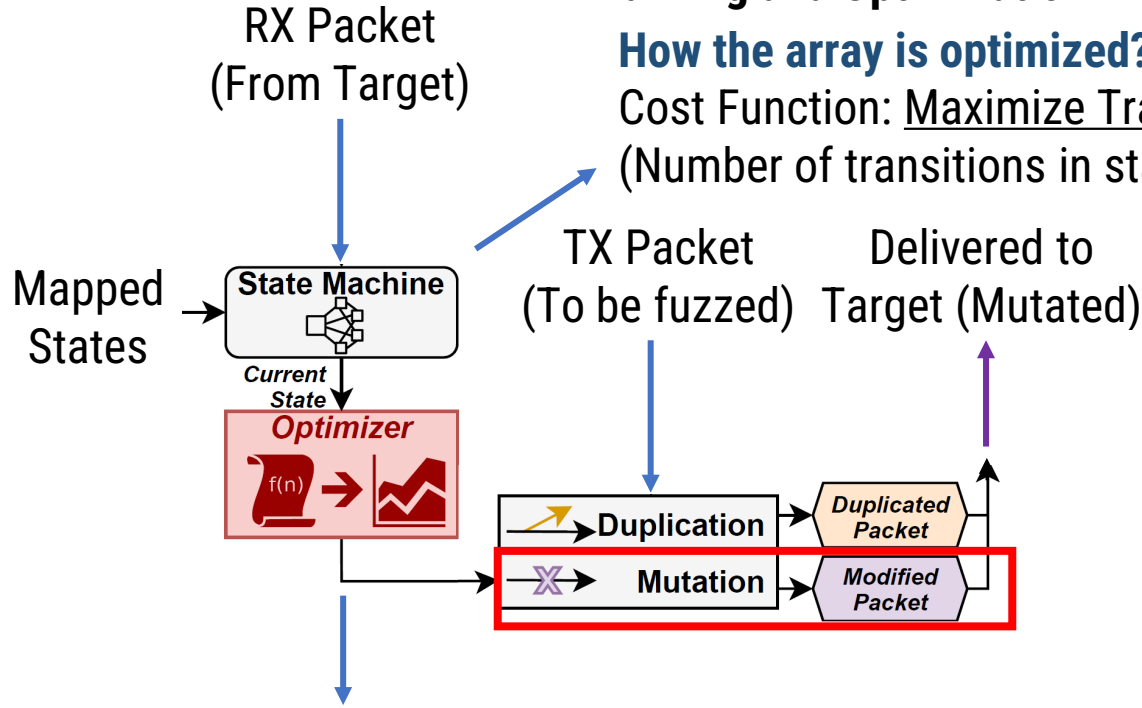 RX Packet
(From Target)
How the array is optimized?
Cost Function: Maximize Tra
(Number of transitions in sta
TX Packet
(To be fuzzed)
Delivered to
Target (Mutated)
Mapped
States
State Machine
Current
State
Optimizer
f(n)
Duplication
Mutation
Duplicated
Packet
Modified
Packet